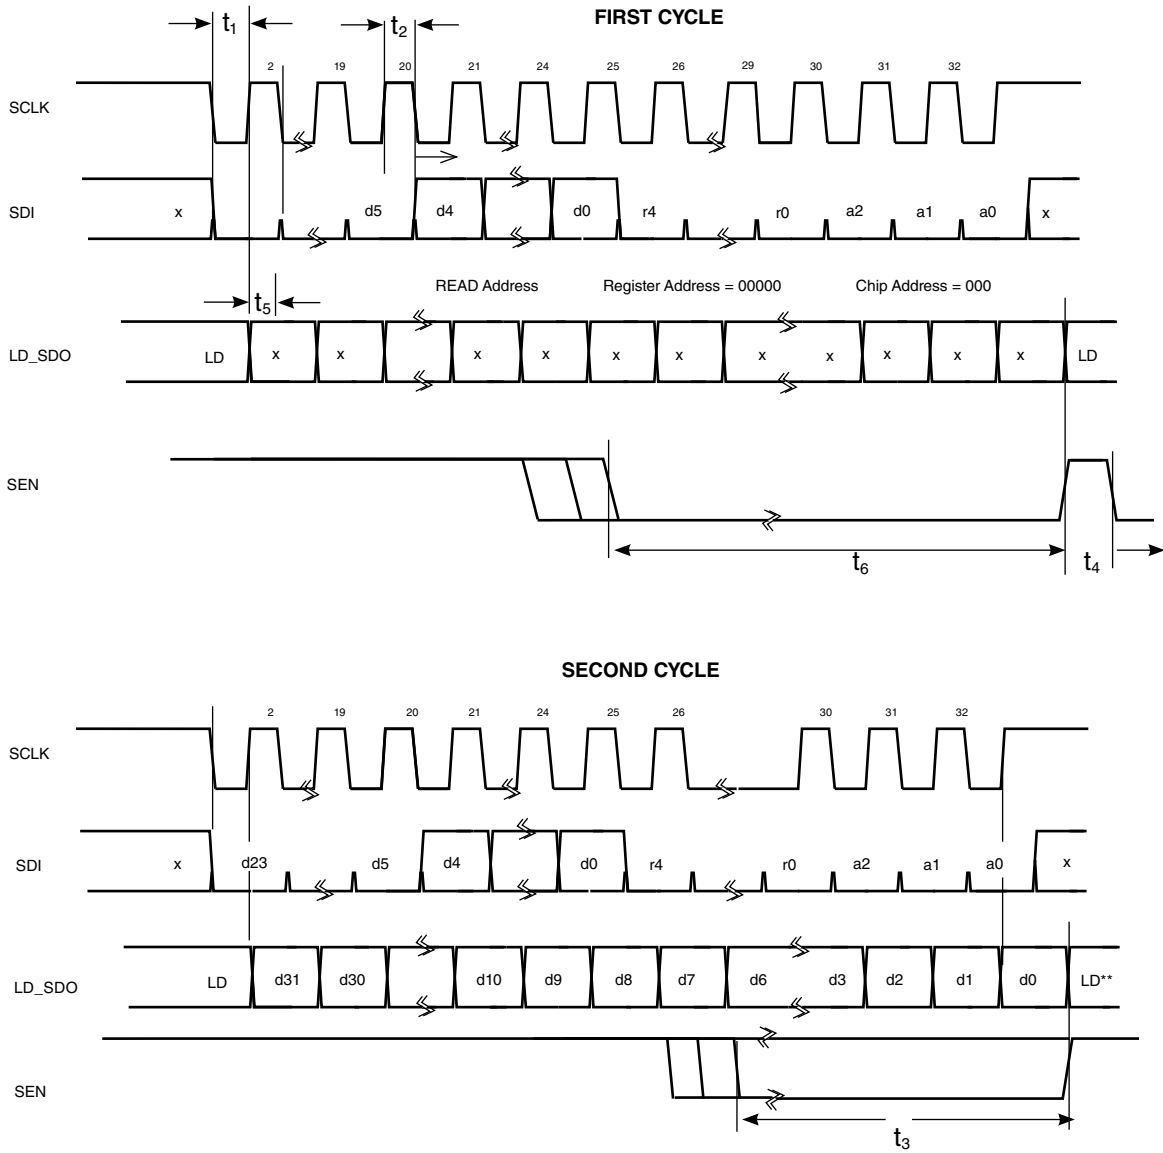 FIRST CYCLE
t1 t2
2 19 20 21 24 25 26 29 30 31 32
SCLK
SDI x d5 d4 d0 r4 r0 a2 a1 a0 x
READ Address Register Address = 00000 Chip Address = 000
t5
LD_SDO LD x x x x x x x x x x x LD
SEN
t6 t4
SECOND CYCLE
2 19 20 21 24 25 26 30 31 32
SCLK
SDI x d23 d5 d4 d0 r4 r0 a2 a1 a0 x
LD_SDO LD d31 d30 d10 d9 d8 d7 d6 d3 d2 d1 d0 LD**
SEN
t3